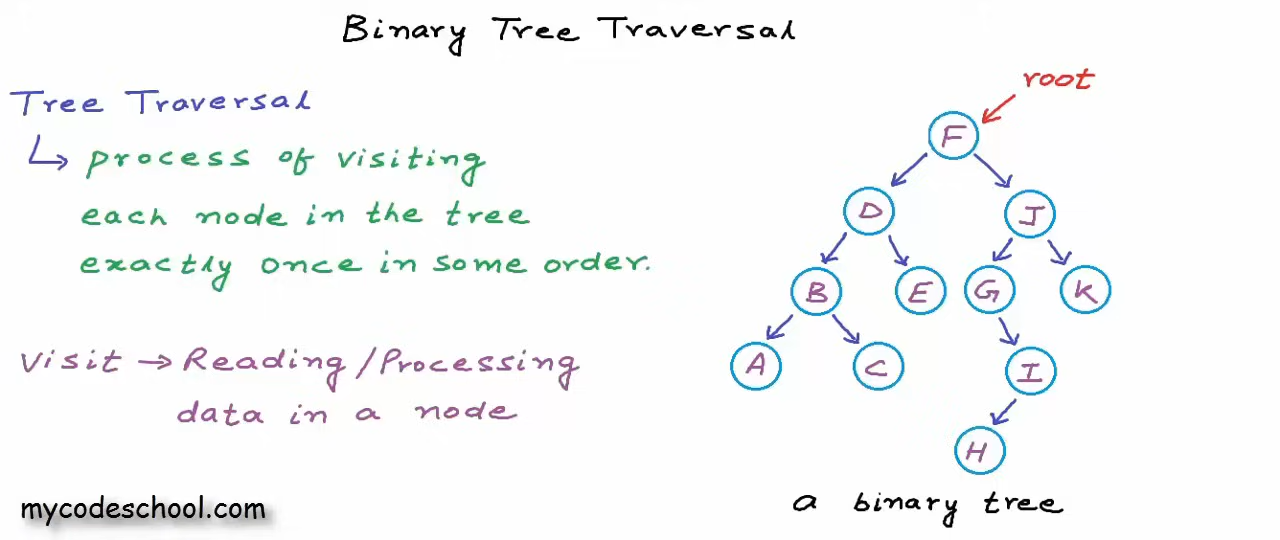 Binary Tree Traversal
Tree Traversal
process of visiting
each node in the tree
exactly once in some order.
Visit → Reading/Processing
data in a node
mycodeschool.com
root
F
D
J
B
E
G
K
A
C
I
H
a binary tree